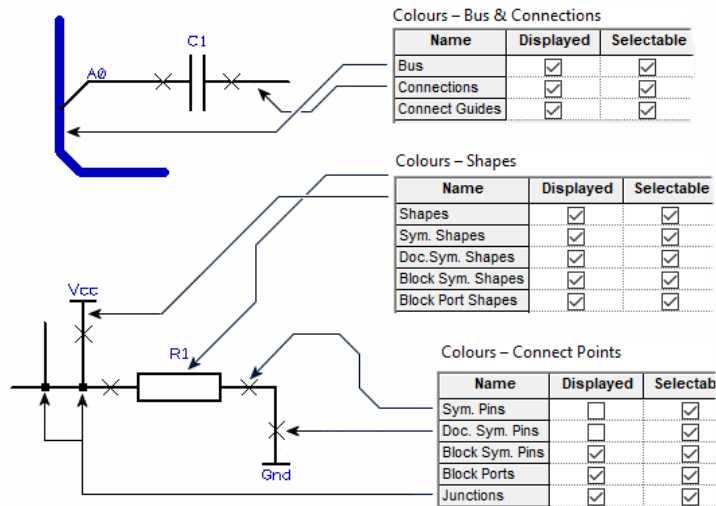 Colours – Bus & Connections
C1
A0
Name Displayed Selectable
Bus
Connections
Connect Guides
Colours – Shapes
Name Displayed Selectable
Shapes
Sym. Shapes
Doc.Sym. Shapes
Block Sym. Shapes
Block Port Shapes
Vcc
R1
Gnd
Colours – Connect Points
Name Displayed Selectab
Sym. Pins
Doc. Sym. Pins
Block Sym. Pins
Block Ports
Junctions